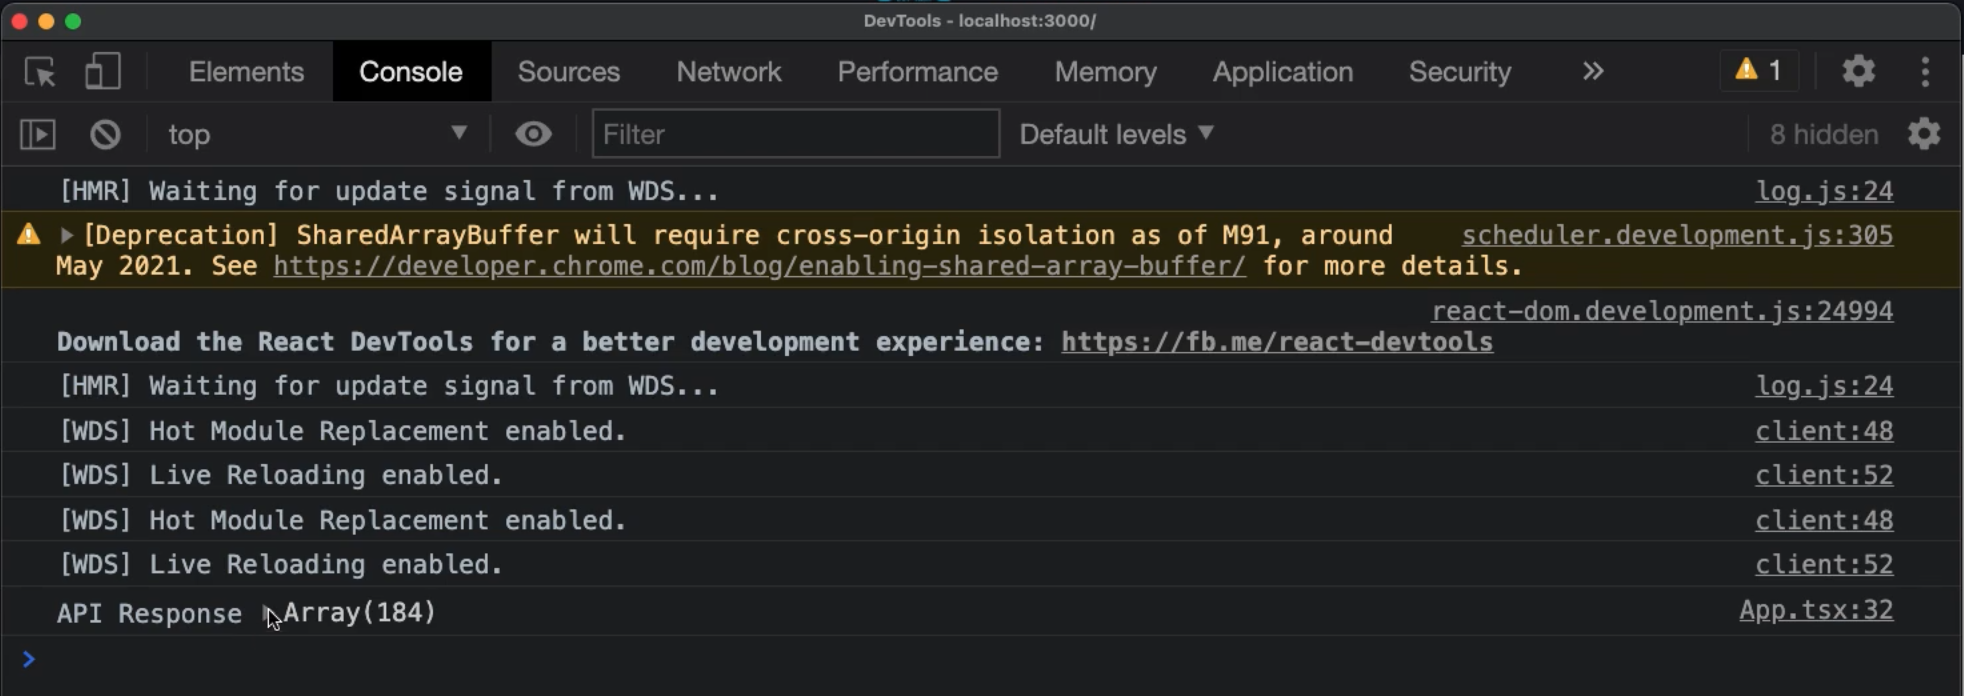 DevTools - localhost:3000/
Elements Console Sources Network Performance Memory Application Security » 1
top Filter Default levels 8 hidden
[HMR] Waiting for update signal from WDS... log.js:24
[Deprecation] SharedArrayBuffer will require cross-origin isolation as of M91, around scheduler.development.js:305
May 2021. See https://developer.chrome.com/blog/enabling-shared-array-buffer/ for more details.
react-dom.development.js:24994
Download the React DevTools for a better development experience: https://fb.me/react-devtools
[HMR] Waiting for update signal from WDS... log.js:24
[WDS] Hot Module Replacement enabled. client:48
[WDS] Live Reloading enabled. client:52
[WDS] Hot Module Replacement enabled. client:48
[WDS] Live Reloading enabled. client:52
API Response Array(184) App.tsx:32